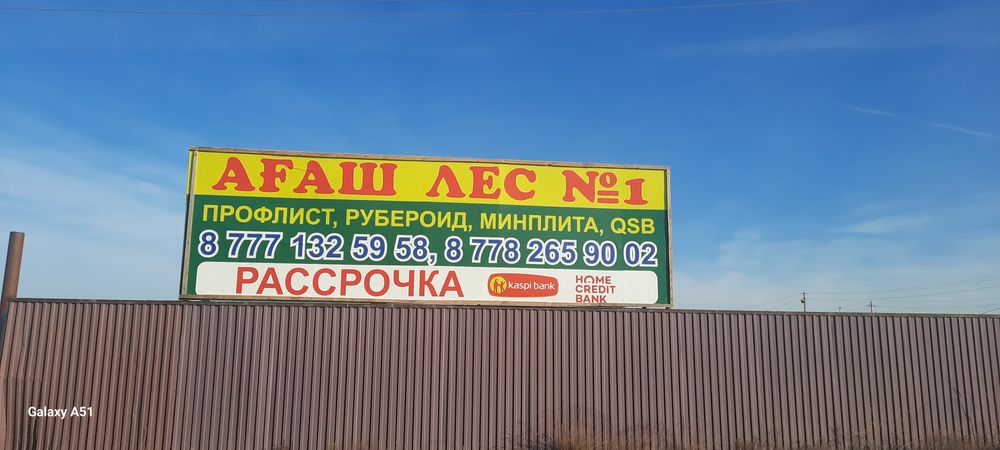 АҒАШ ЛЕС №1
ПРОФЛИСТ, РУБЕРОИД, МИНПЛИТА, QSB
8 777 132 59 58, 8 778 265 90 02
РАССРОЧКА kaspi bank
HOME
CREDIT
BANK
Galaxy A51